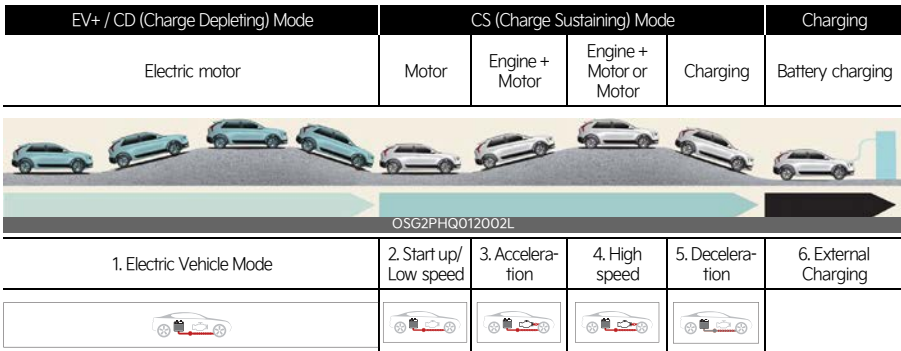 EV+ / CD (Charge Depleting) Mode
CS (Charge Sustaining) Mode
Charging
Electric motor
Motor
Engine +
Motor
Engine +
Motor or
Motor
Charging
Battery charging
OSG2PHQ012002L
1. Electric Vehicle Mode
2. Start up/
Low speed
3. Accelera-
tion
4. High
speed
5. Decelera-
tion
6. External
Charging